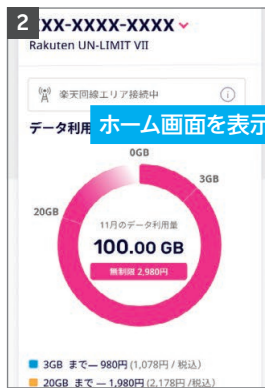 2
XX-XXXX-XXXX
Rakuten UN-LIMIT VII
楽天回線エリア接続中
データ利用
ホーム画面を表示
0GB
3GB
20GB
11月のデータ利用量
100.00 GB
無制限 2,980円
3GB まで— 980円 (1,078円 / 税込)
20GB まで — 1,980円 (2,178円 /税込)